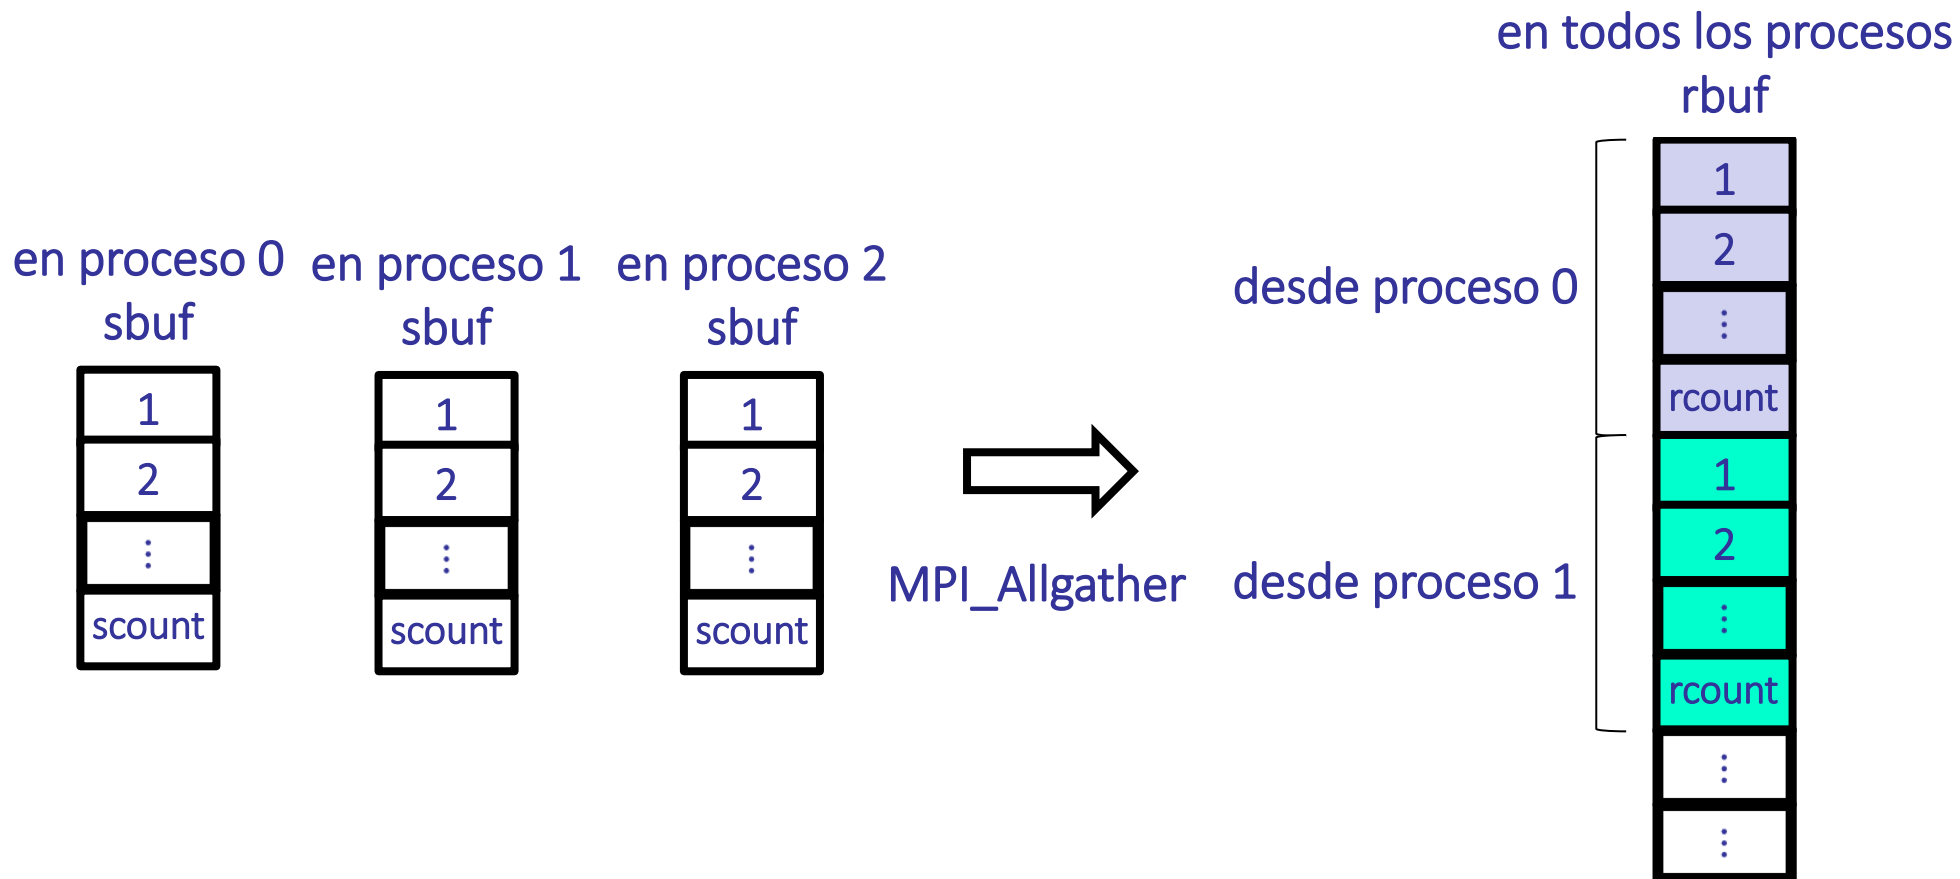 en proceso 0
sbuf
1
2
⋮
scount
en proceso 1
sbuf
1
2
⋮
scount
en proceso 2
sbuf
1
2
⋮
scount
MPI_Allgather
en todos los procesos
rbuf
desde proceso 0
1
2
⋮
rcount
desde proceso 1
1
2
⋮
rcount
⋮
⋮